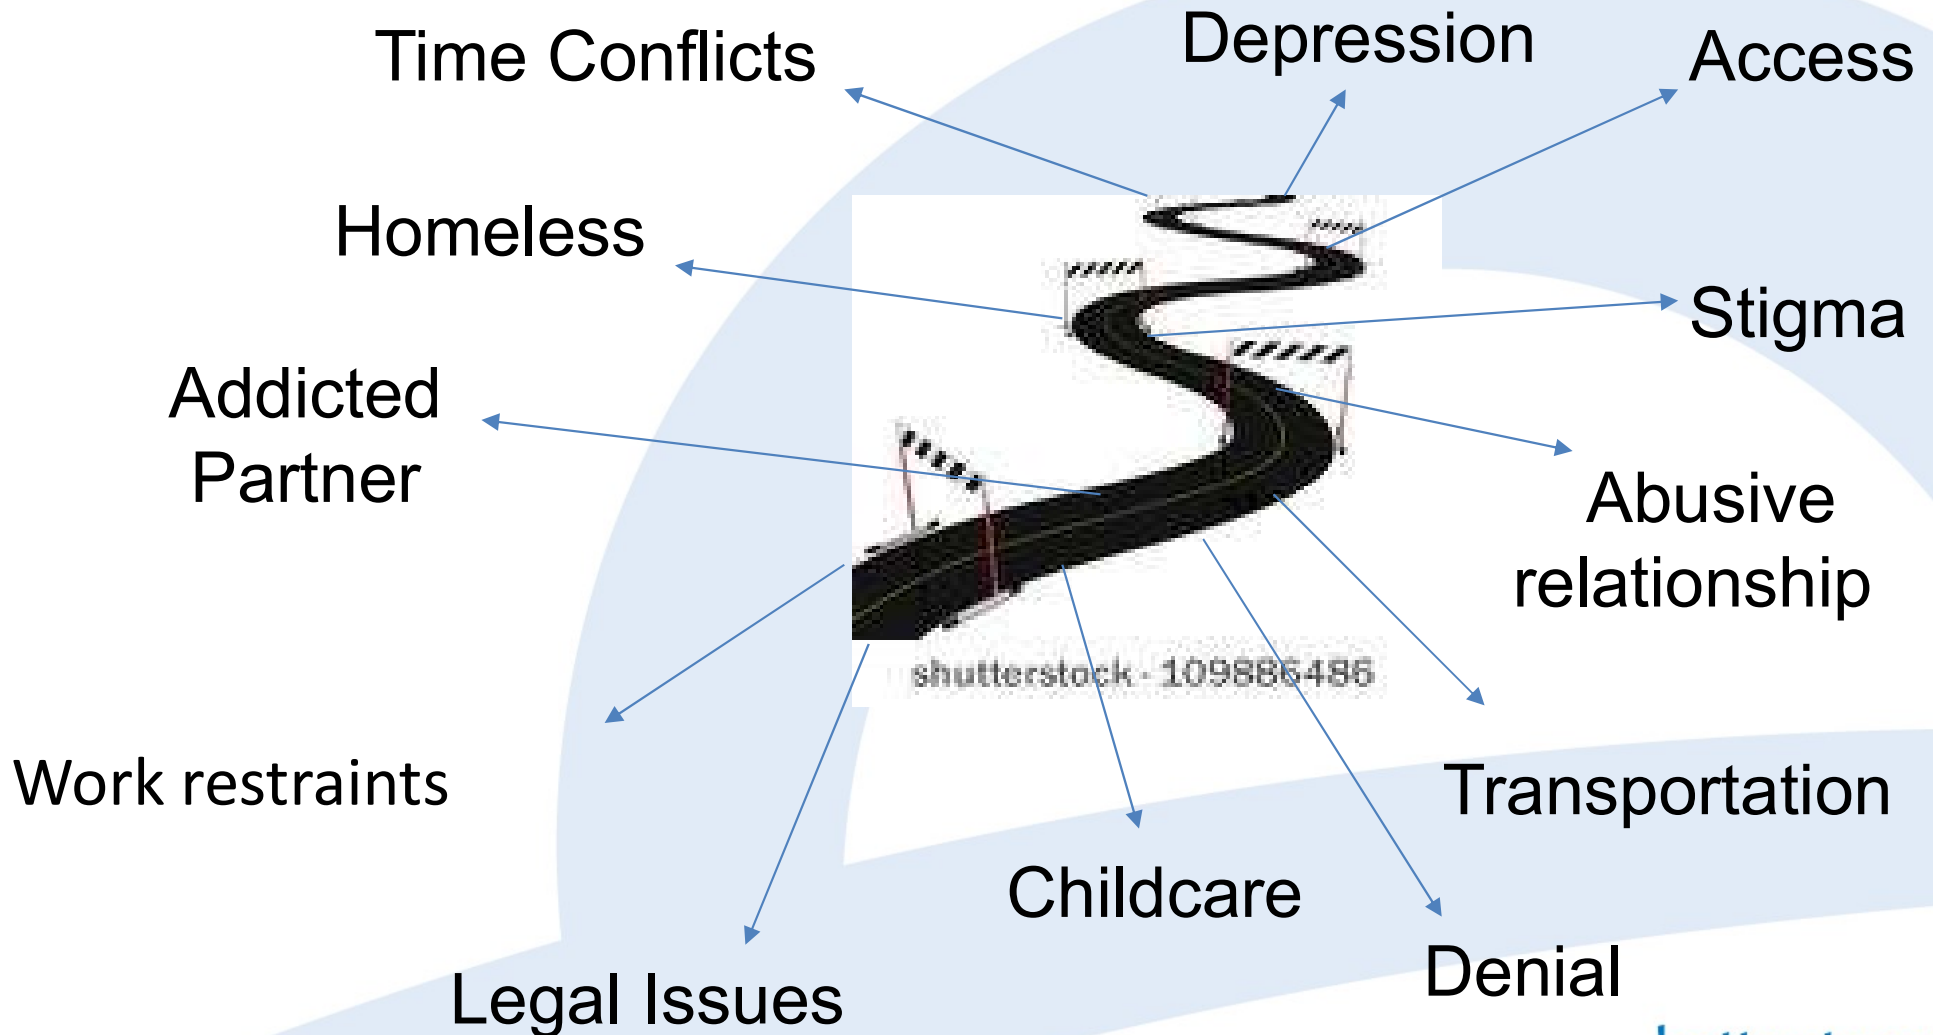 Time Conflicts
Depression
Access
Homeless
Stigma
Addicted
Partner
Abusive
relationship
shutterstock · 109886486
Work restraints
Transportation
Childcare
Denial
Legal Issues